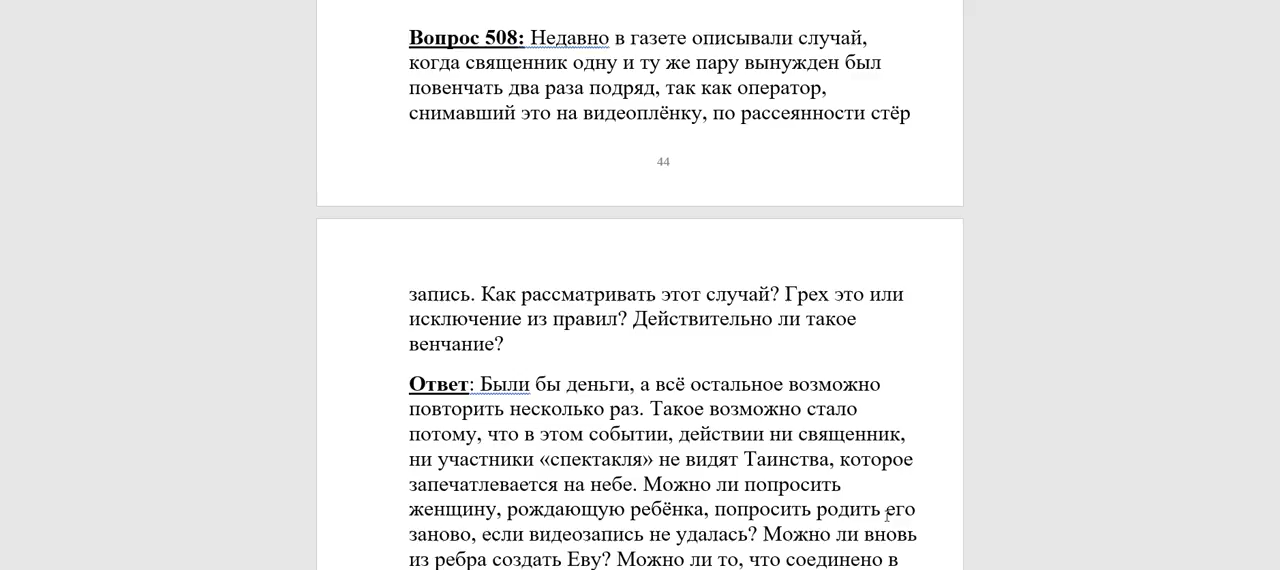 Вопрос 508: Недавно в газете описывали случай,
когда священник одну и ту же пару вынужден был
повенчать два раза подряд, так как оператор,
снимавший это на видеоплёнку, по рассеянности стёр
44
запись. Как рассматривать этот случай? Грех это или
исключение из правил? Действительно ли такое
венчание?
Ответ: Были бы деньги, а всё остальное возможно
повторить несколько раз. Такое возможно стало
потому, что в этом событии, действии ни священник,
ни участники «спектакля» не видят Таинства, которое
запечатлевается на небе. Можно ли попросить
женщину, рождающую ребёнка, попросить родить его
заново, если видеозапись не удалась? Можно ли вновь
из ребра создать Еву? Можно ли то, что соединено в